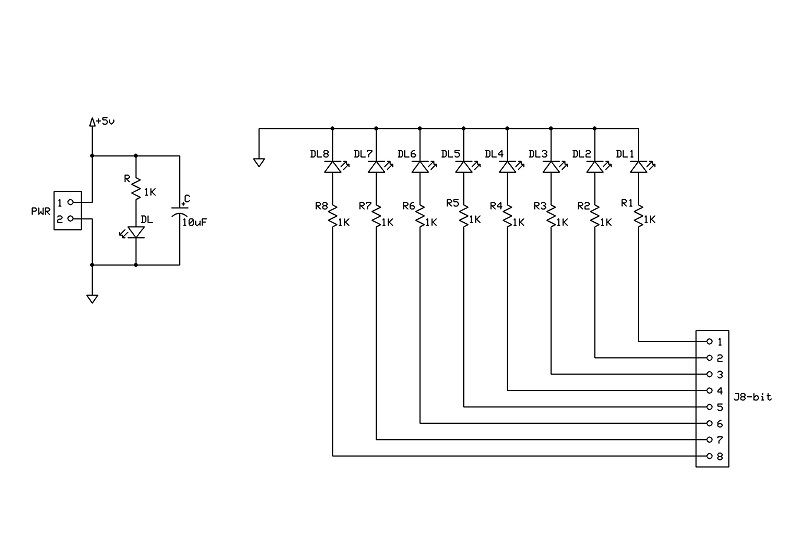 +5v
DL8 DL7 DL6 DL5 DL4 DL3 DL2 DL1
R 1K
C
+
PWR 1
2
DL
10uF
R8 1K R7 1K R6 1K R5 1K R4 1K R3 1K R2 1K R1 1K
1
2
3
4
J8-bit
5
6
7
8